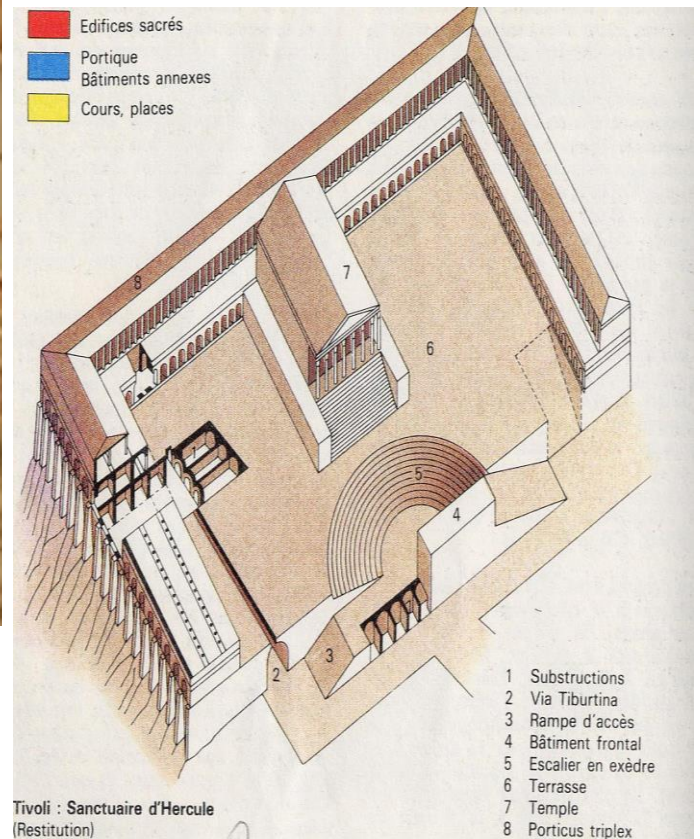 Edifices sacrés
Portique
Bâtiments annexes
Cours, places
8
7
6
1
5
4
3
2
1 Substructions
2 Via Tiburtina
3 Rampe d'accès
4 Bâtiment frontal
5 Escalier en exèdre
6 Terrasse
7 Temple
8 Porticus triplex
Tivoli : Sanctuaire d'Hercule
(Restitution)